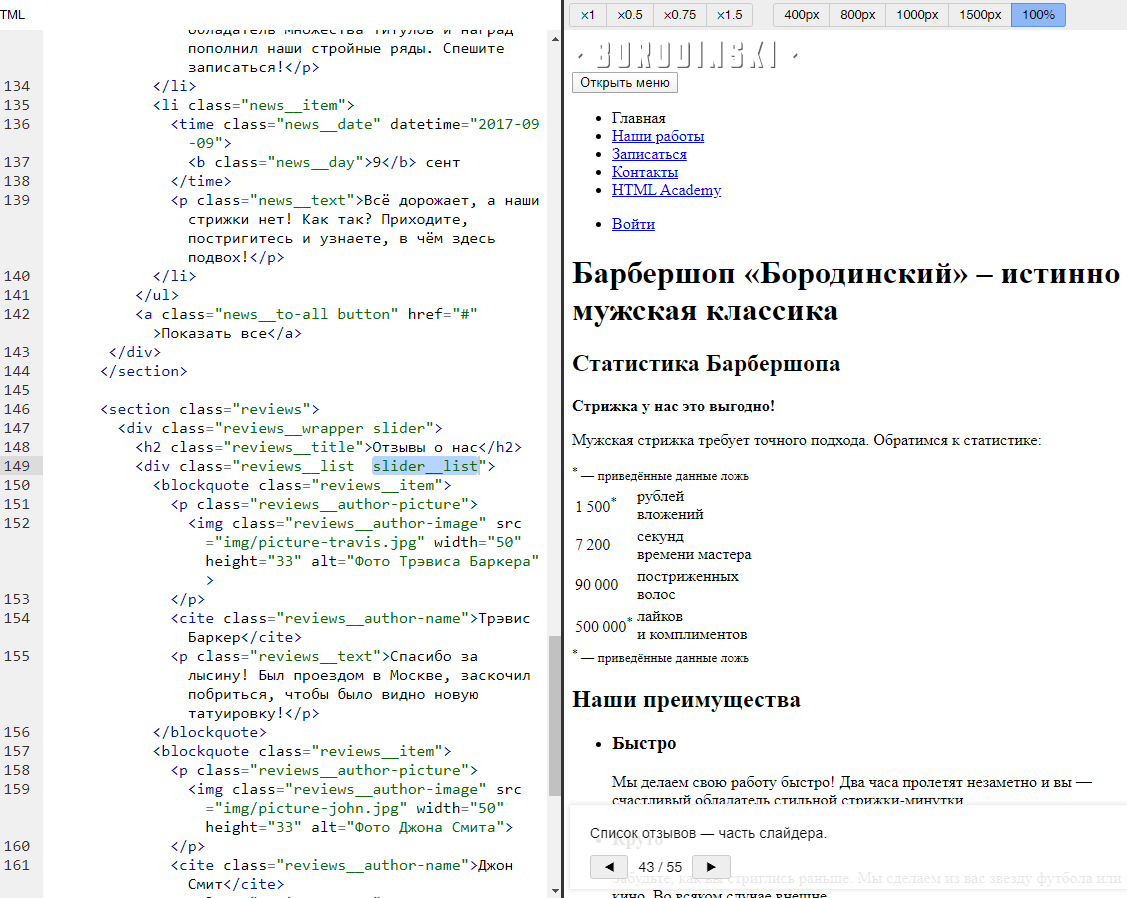 TML
×1 ×0.5 ×0.75 ×1.5 400px 800px 1000px 1500px 100%
обладатель множества титулов и наград
пополнил наши стройные ряды. Спешите
записаться!</p>
134 </li>
135 <li class="news__item">
136 <time class="news__date" datetime="2017-09
-09">
137 <b class="news__day">9</b> сент
138 </time>
139 <p class="news__text">Всё дорожает, а наши
стрижки нет! Как так? Приходите,
постригитесь и узнаете, в чём здесь
подвох!</p>
140 </li>
141 </ul>
142 <a class="news__to-all button" href="#"
>Показать все</a>
143 </div>
144 </section>
145
146 <section class="reviews">
147 <div class="reviews__wrapper slider">
148 <h2 class="reviews__title">Отзывы о нас</h2>
149 <div class="reviews__list  slider__list">
150 <blockquote class="reviews__item">
151 <p class="reviews__author-picture">
152 <img class="reviews__author-image" src
="img/picture-travis.jpg" width="50"
height="33" alt="Фото Трэвиса Баркера"
>
153 </p>
154 <cite class="reviews__author-name">Трэвис
Баркер</cite>
155 <p class="reviews__text">Спасибо за
лысину! Был проездом в Москве, заскочил
побриться, чтобы было видно новую
татуировку!</p>
156 </blockquote>
157 <blockquote class="reviews__item">
158 <p class="reviews__author-picture">
159 <img class="reviews__author-image" src
="img/picture-john.jpg" width="50"
height="33" alt="Фото Джона Смита">
160 </p>
161 <cite class="reviews__author-name">Джон
Смит</cite>
· BORODINSKI ·
Открыть меню
• Главная
• Наши работы
• Записаться
• Контакты
• HTML Academy
• Войти
Барбершоп «Бородинский» – истинно
мужская классика
Статистика Барбершопа
Стрижка у нас это выгодно!
Мужская стрижка требует точного подхода. Обратимся к статистике:
* — приведённые данные ложь
1 500* рублей
вложений
7 200 секунд
времени мастера
90 000 постриженных
волос
500 000* лайков
и комплиментов
* — приведённые данные ложь
Наши преимущества
• Быстро
Мы делаем свою работу быстро! Два часа пролетят незаметно и вы —
счастливый обладатель стильной стрижки-минутки
Список отзывов — часть слайдера.
• Круто
◄ 43 / 55 ►
Забудьте, как вы стриглись раньше. Мы сделаем из вас звезду футбола или
кино. Во всяком случае внешне